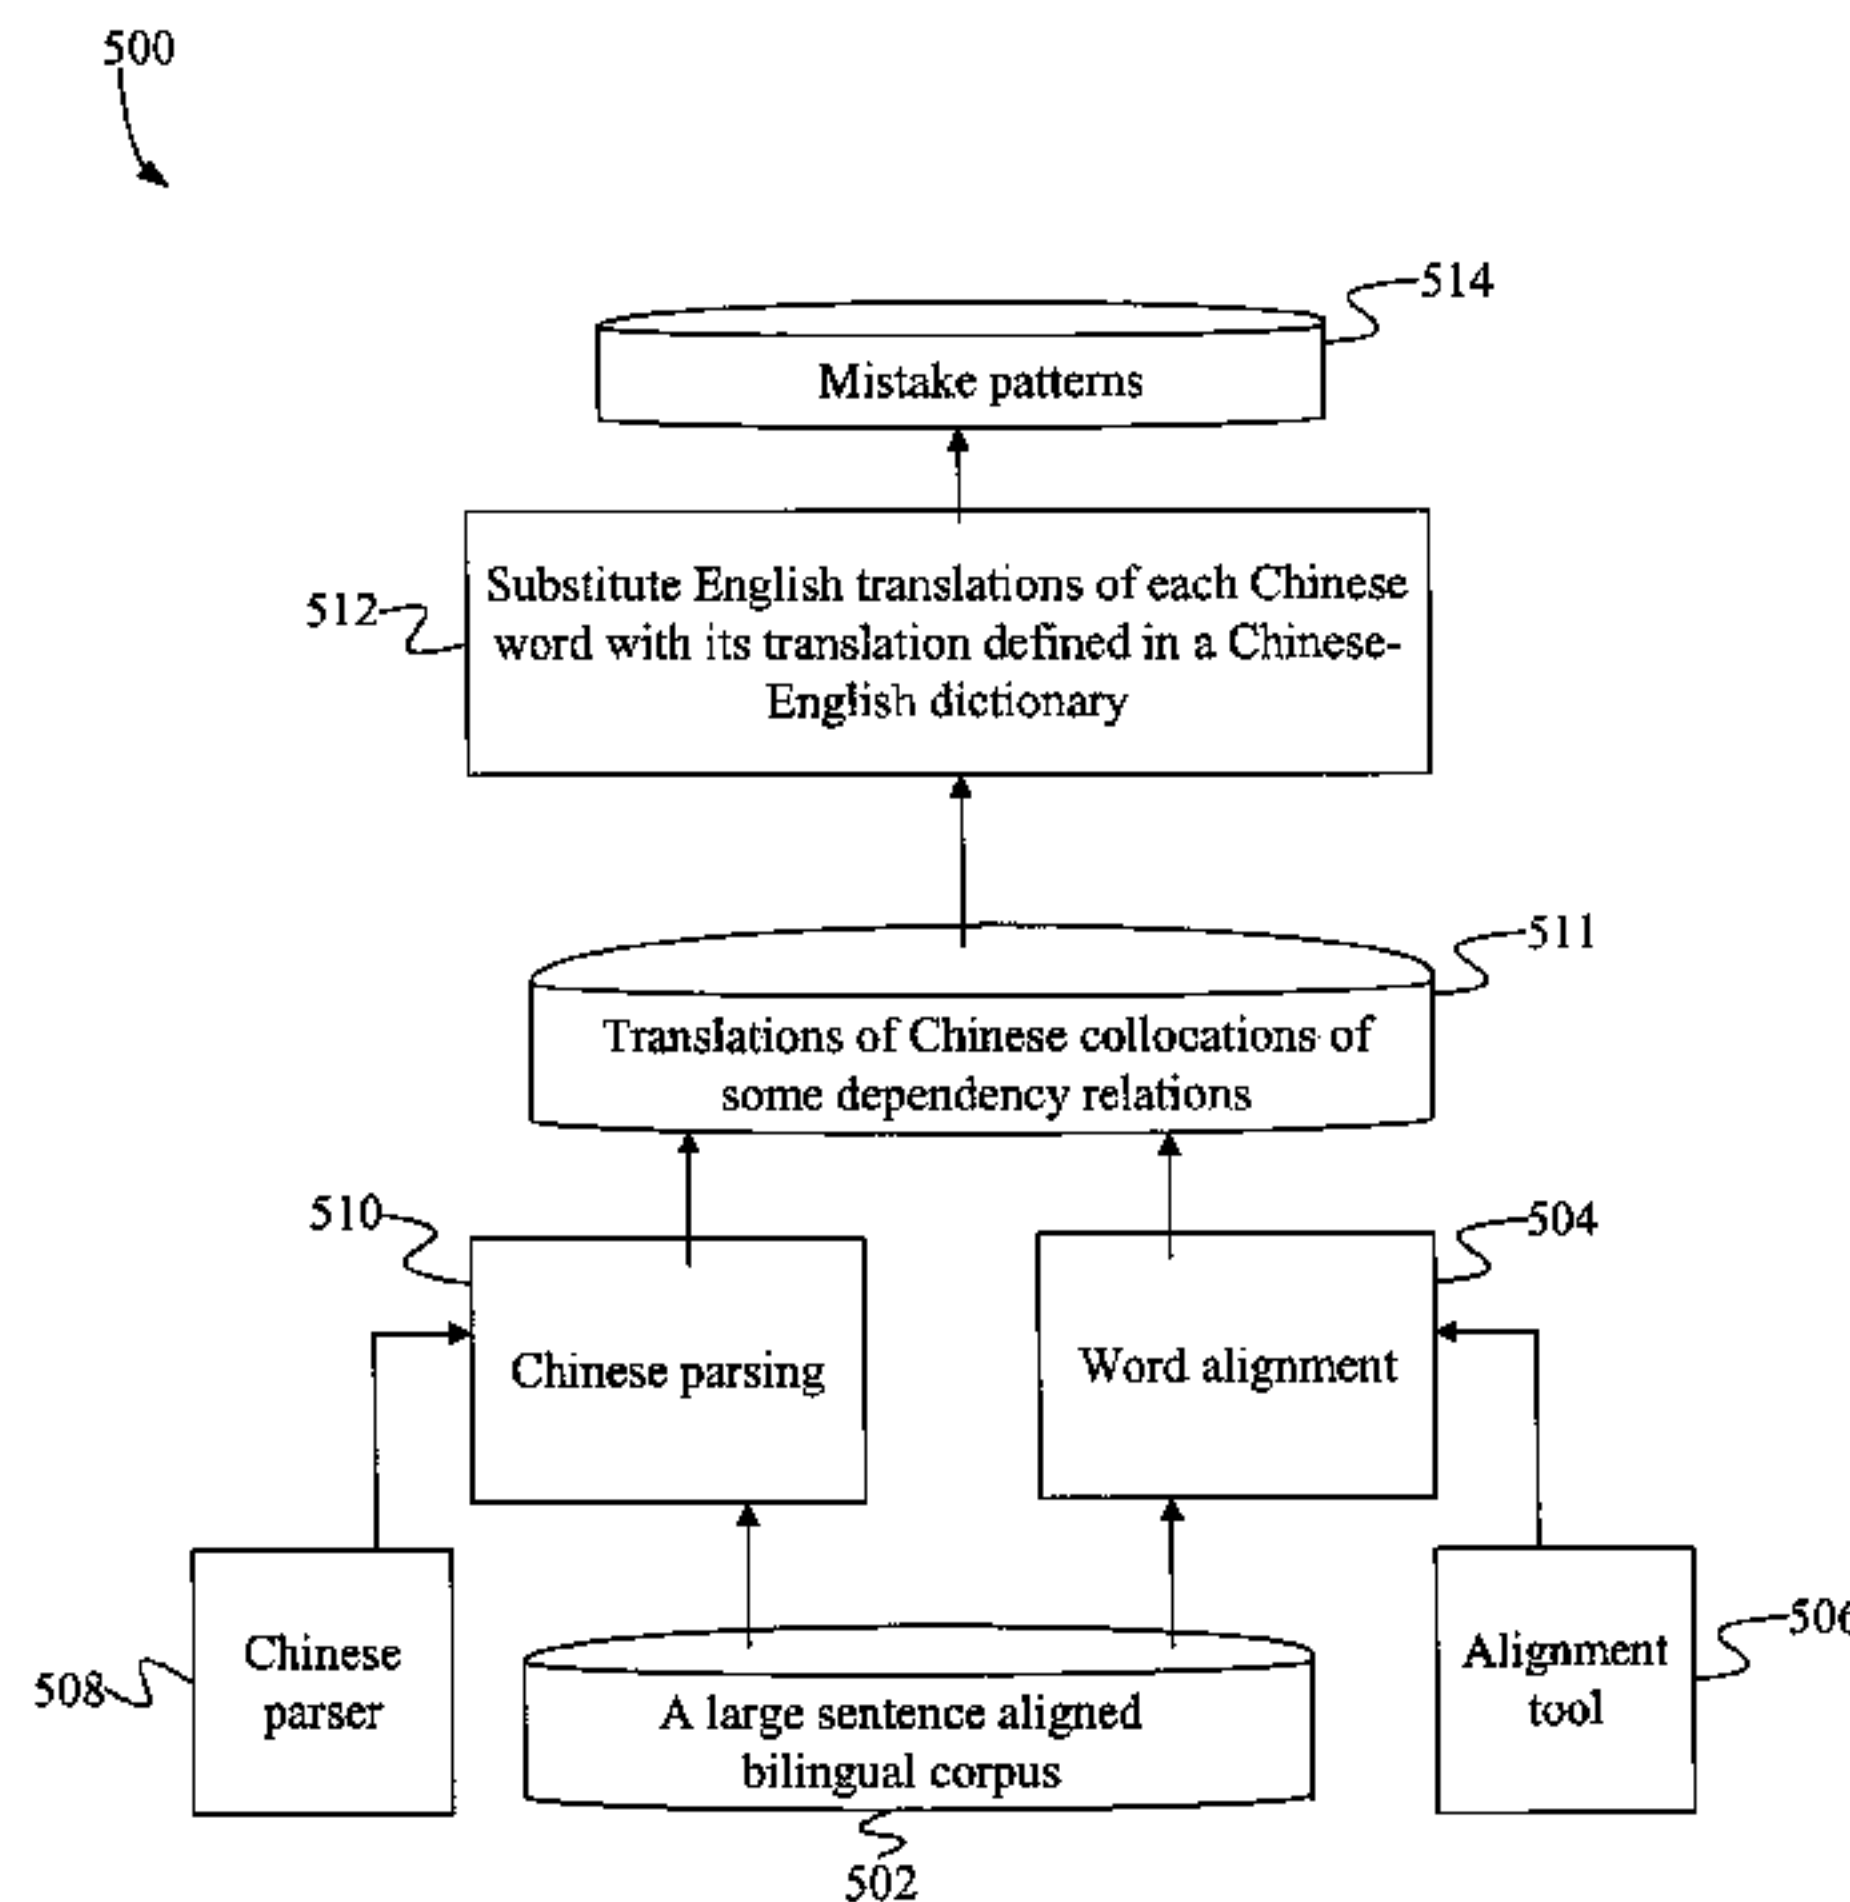 500
514
Mistake patterns
512
Substitute English translations of each Chinese
word with its translation defined in a Chinese-
English dictionary
511
Translations of Chinese collocations of
some dependency relations
510
504
Chinese parsing
Word alignment
508
Chinese
parser
A large sentence aligned
bilingual corpus
502
Alignment
tool
506